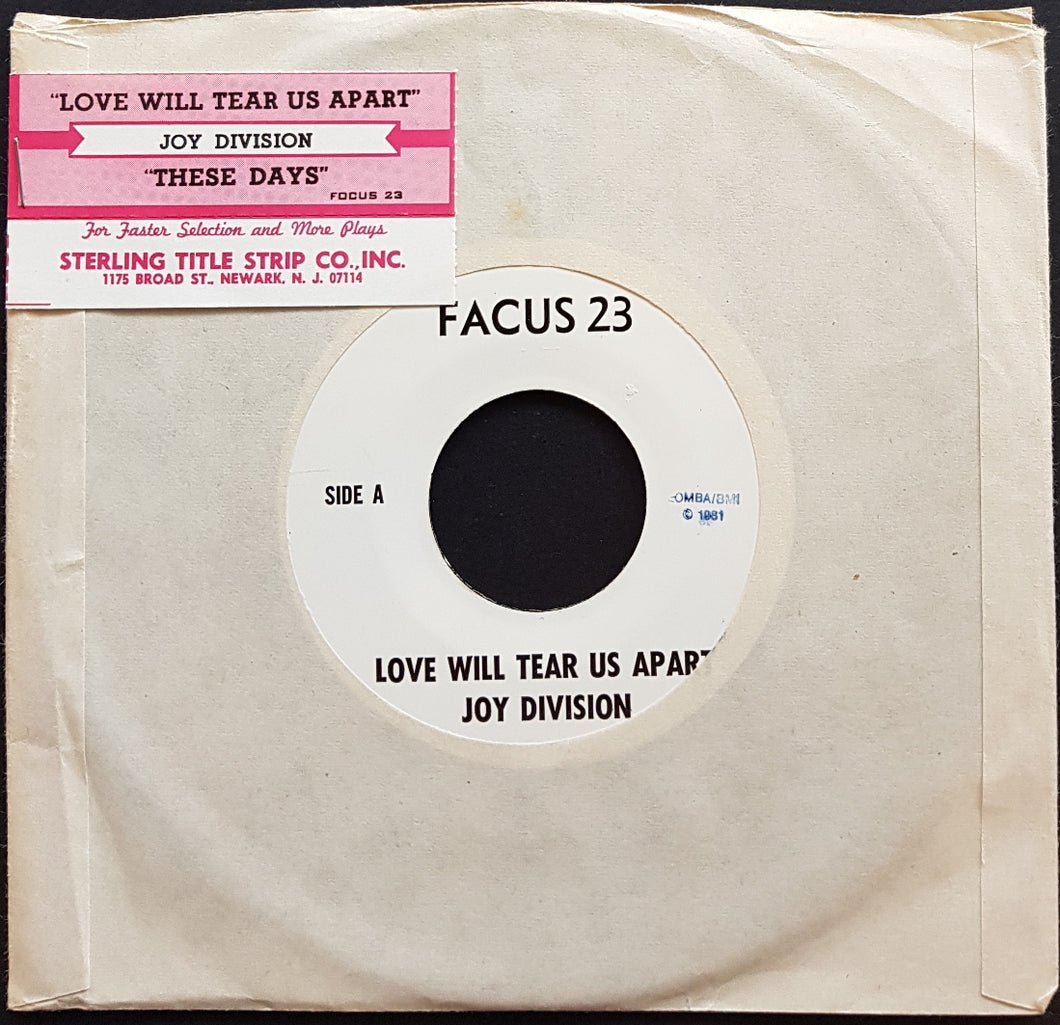 "LOVE WILL TEAR US APART"
JOY DIVISION
"THESE DAYS"
FOCUS 23
For Faster Selection and More Plays
STERLING TITLE STRIP CO., INC.
1175 BROAD ST., NEWARK, N. J. 07114
FACUS 23
SIDE A
OMBA/BMI
© 1981
LOVE WILL TEAR US APART
JOY DIVISION